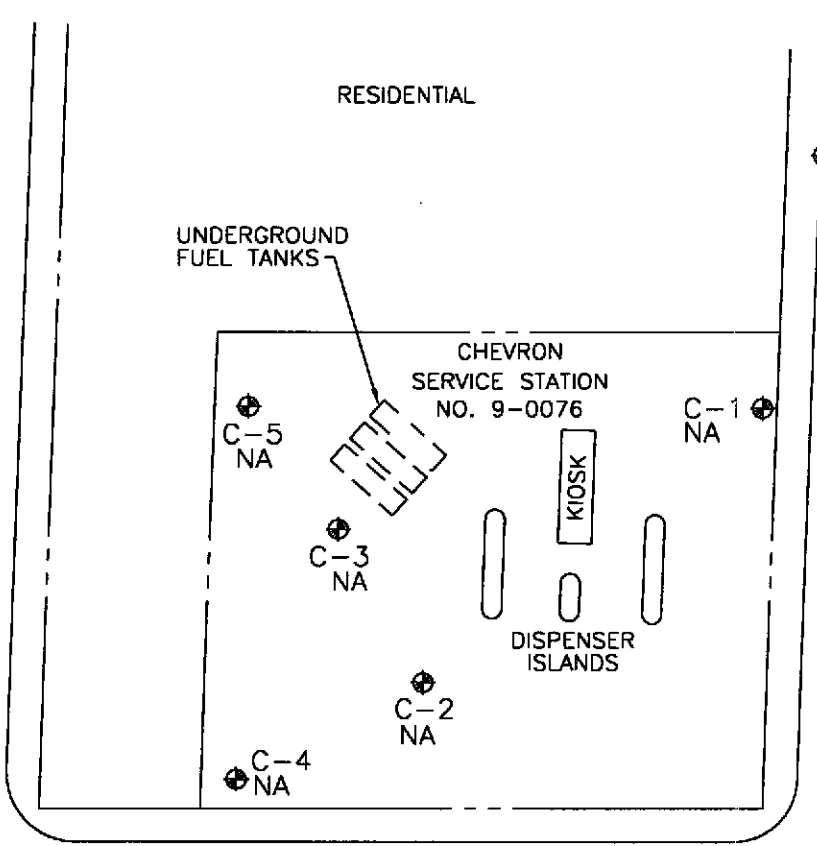 RESIDENTIAL
UNDERGROUND
FUEL TANKS
CHEVRON
SERVICE STATION
NO. 9-0076
C-5
NA
C-1
NA
KIOSK
C-3
NA
DISPENSER
ISLANDS
C-2
NA
C-4
NA